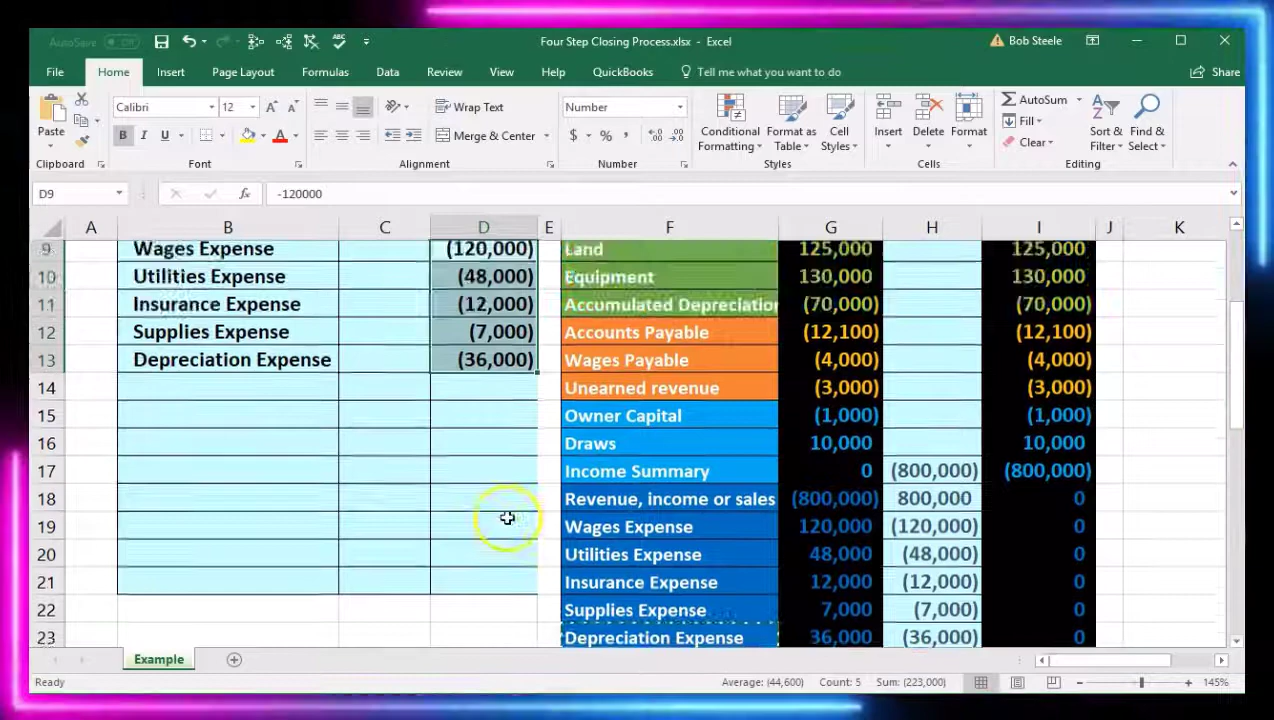 AutoSave Off
Four Step Closing Process.xlsx - Excel
Bob Steele
File Home Insert Page Layout Formulas Data Review View Help QuickBooks Tell me what you want to do Share
Paste
Calibri 12
Wrap Text
Merge & Center
Number
Conditional Formatting
Format as Table
Cell Styles
Insert Delete Format
AutoSum
Fill
Clear
Sort & Filter
Find & Select
Clipboard Font Alignment Number Styles Cells Editing
D9 fx -120000
A B C D E F G H I J K
9 Wages Expense (120,000) Land 125,000 125,000
10 Utilities Expense (48,000) Equipment 130,000 130,000
11 Insurance Expense (12,000) Accumulated Depreciation (70,000) (70,000)
12 Supplies Expense (7,000) Accounts Payable (12,100) (12,100)
13 Depreciation Expense (36,000) Wages Payable (4,000) (4,000)
14 Unearned revenue (3,000) (3,000)
15 Owner Capital (1,000) (1,000)
16 Draws 10,000 10,000
17 Income Summary 0 (800,000) (800,000)
18 Revenue, income or sales (800,000) 800,000 0
19 Wages Expense 120,000 (120,000) 0
20 Utilities Expense 48,000 (48,000) 0
21 Insurance Expense 12,000 (12,000) 0
22 Supplies Expense 7,000 (7,000) 0
23 Depreciation Expense 36,000 (36,000) 0
Example
Ready Average: (44,600) Count: 5 Sum: (223,000) 145%